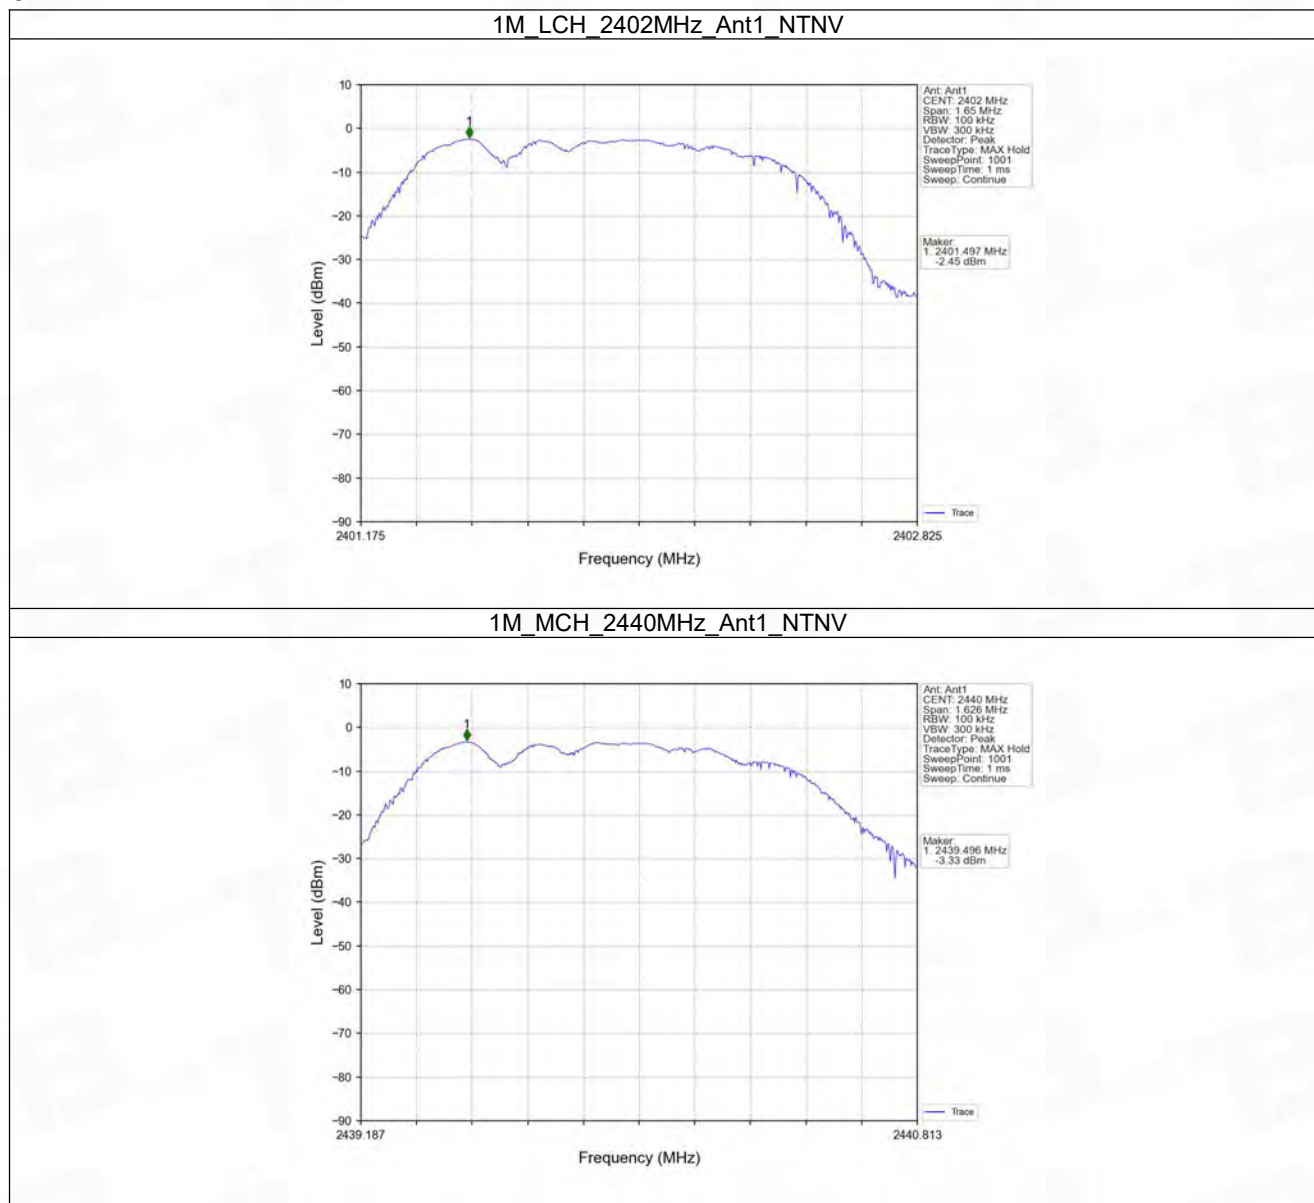 1M_LCH_2402MHz_Ant1_NTNV
10
0
−10
−20
−30
−40
−50
−60
−70
−80
−90
Level (dBm)
1
2401.175
2402.825
Frequency (MHz)
Ant: Ant1
CENT: 2402 MHz
Span: 1.65 MHz
RBW: 100 kHz
VBW: 300 kHz
Detector: Peak
TraceType: MAX Hold
SweepPoint: 1001
SweepTime: 1 ms
Sweep: Continue
Maker:
1. 2401.497 MHz
-2.45 dBm
Trace
1M_MCH_2440MHz_Ant1_NTNV
10
0
−10
−20
−30
−40
−50
−60
−70
−80
−90
Level (dBm)
1
2439.187
2440.813
Frequency (MHz)
Ant: Ant1
CENT: 2440 MHz
Span: 1.626 MHz
RBW: 100 kHz
VBW: 300 kHz
Detector: Peak
TraceType: MAX Hold
SweepPoint: 1001
SweepTime: 1 ms
Sweep: Continue
Maker:
1. 2439.496 MHz
-3.33 dBm
Trace